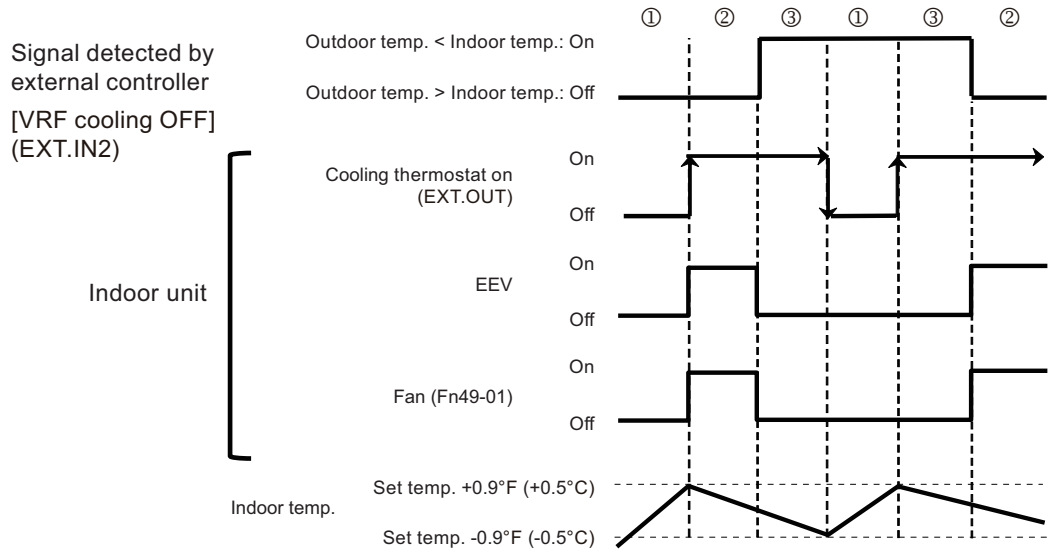 ① ② ③ ① ③ ②
Signal detected by
external controller
[VRF cooling OFF]
(EXT.IN2)
Outdoor temp. < Indoor temp.: On
Outdoor temp. > Indoor temp.: Off
Indoor unit
Cooling thermostat on
(EXT.OUT)
On
Off
EEV
On
Off
Fan (Fn49-01)
On
Off
Indoor temp.
Set temp. +0.9°F (+0.5°C)
Set temp. -0.9°F (-0.5°C)